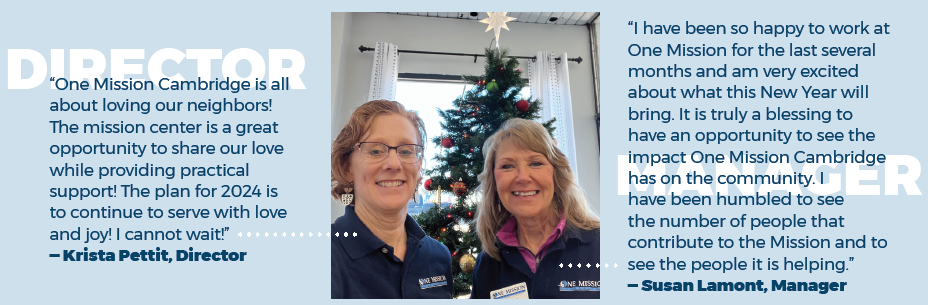 DIRECTOR
“One Mission Cambridge is all
about loving our neighbors!
The mission center is a great
opportunity to share our love
while providing practical
support! The plan for 2024 is
to continue to serve with love
and joy! I cannot wait!”
– Krista Pettit, Director
ONE MISSION
ONE MISSION
MANAGER
“I have been so happy to work at
One Mission for the last several
months and am very excited
about what this New Year will
bring. It is truly a blessing to
have an opportunity to see the
impact One Mission Cambridge
has on the community. I
have been humbled to see
the number of people that
contribute to the Mission and to
see the people it is helping.”
– Susan Lamont, Manager